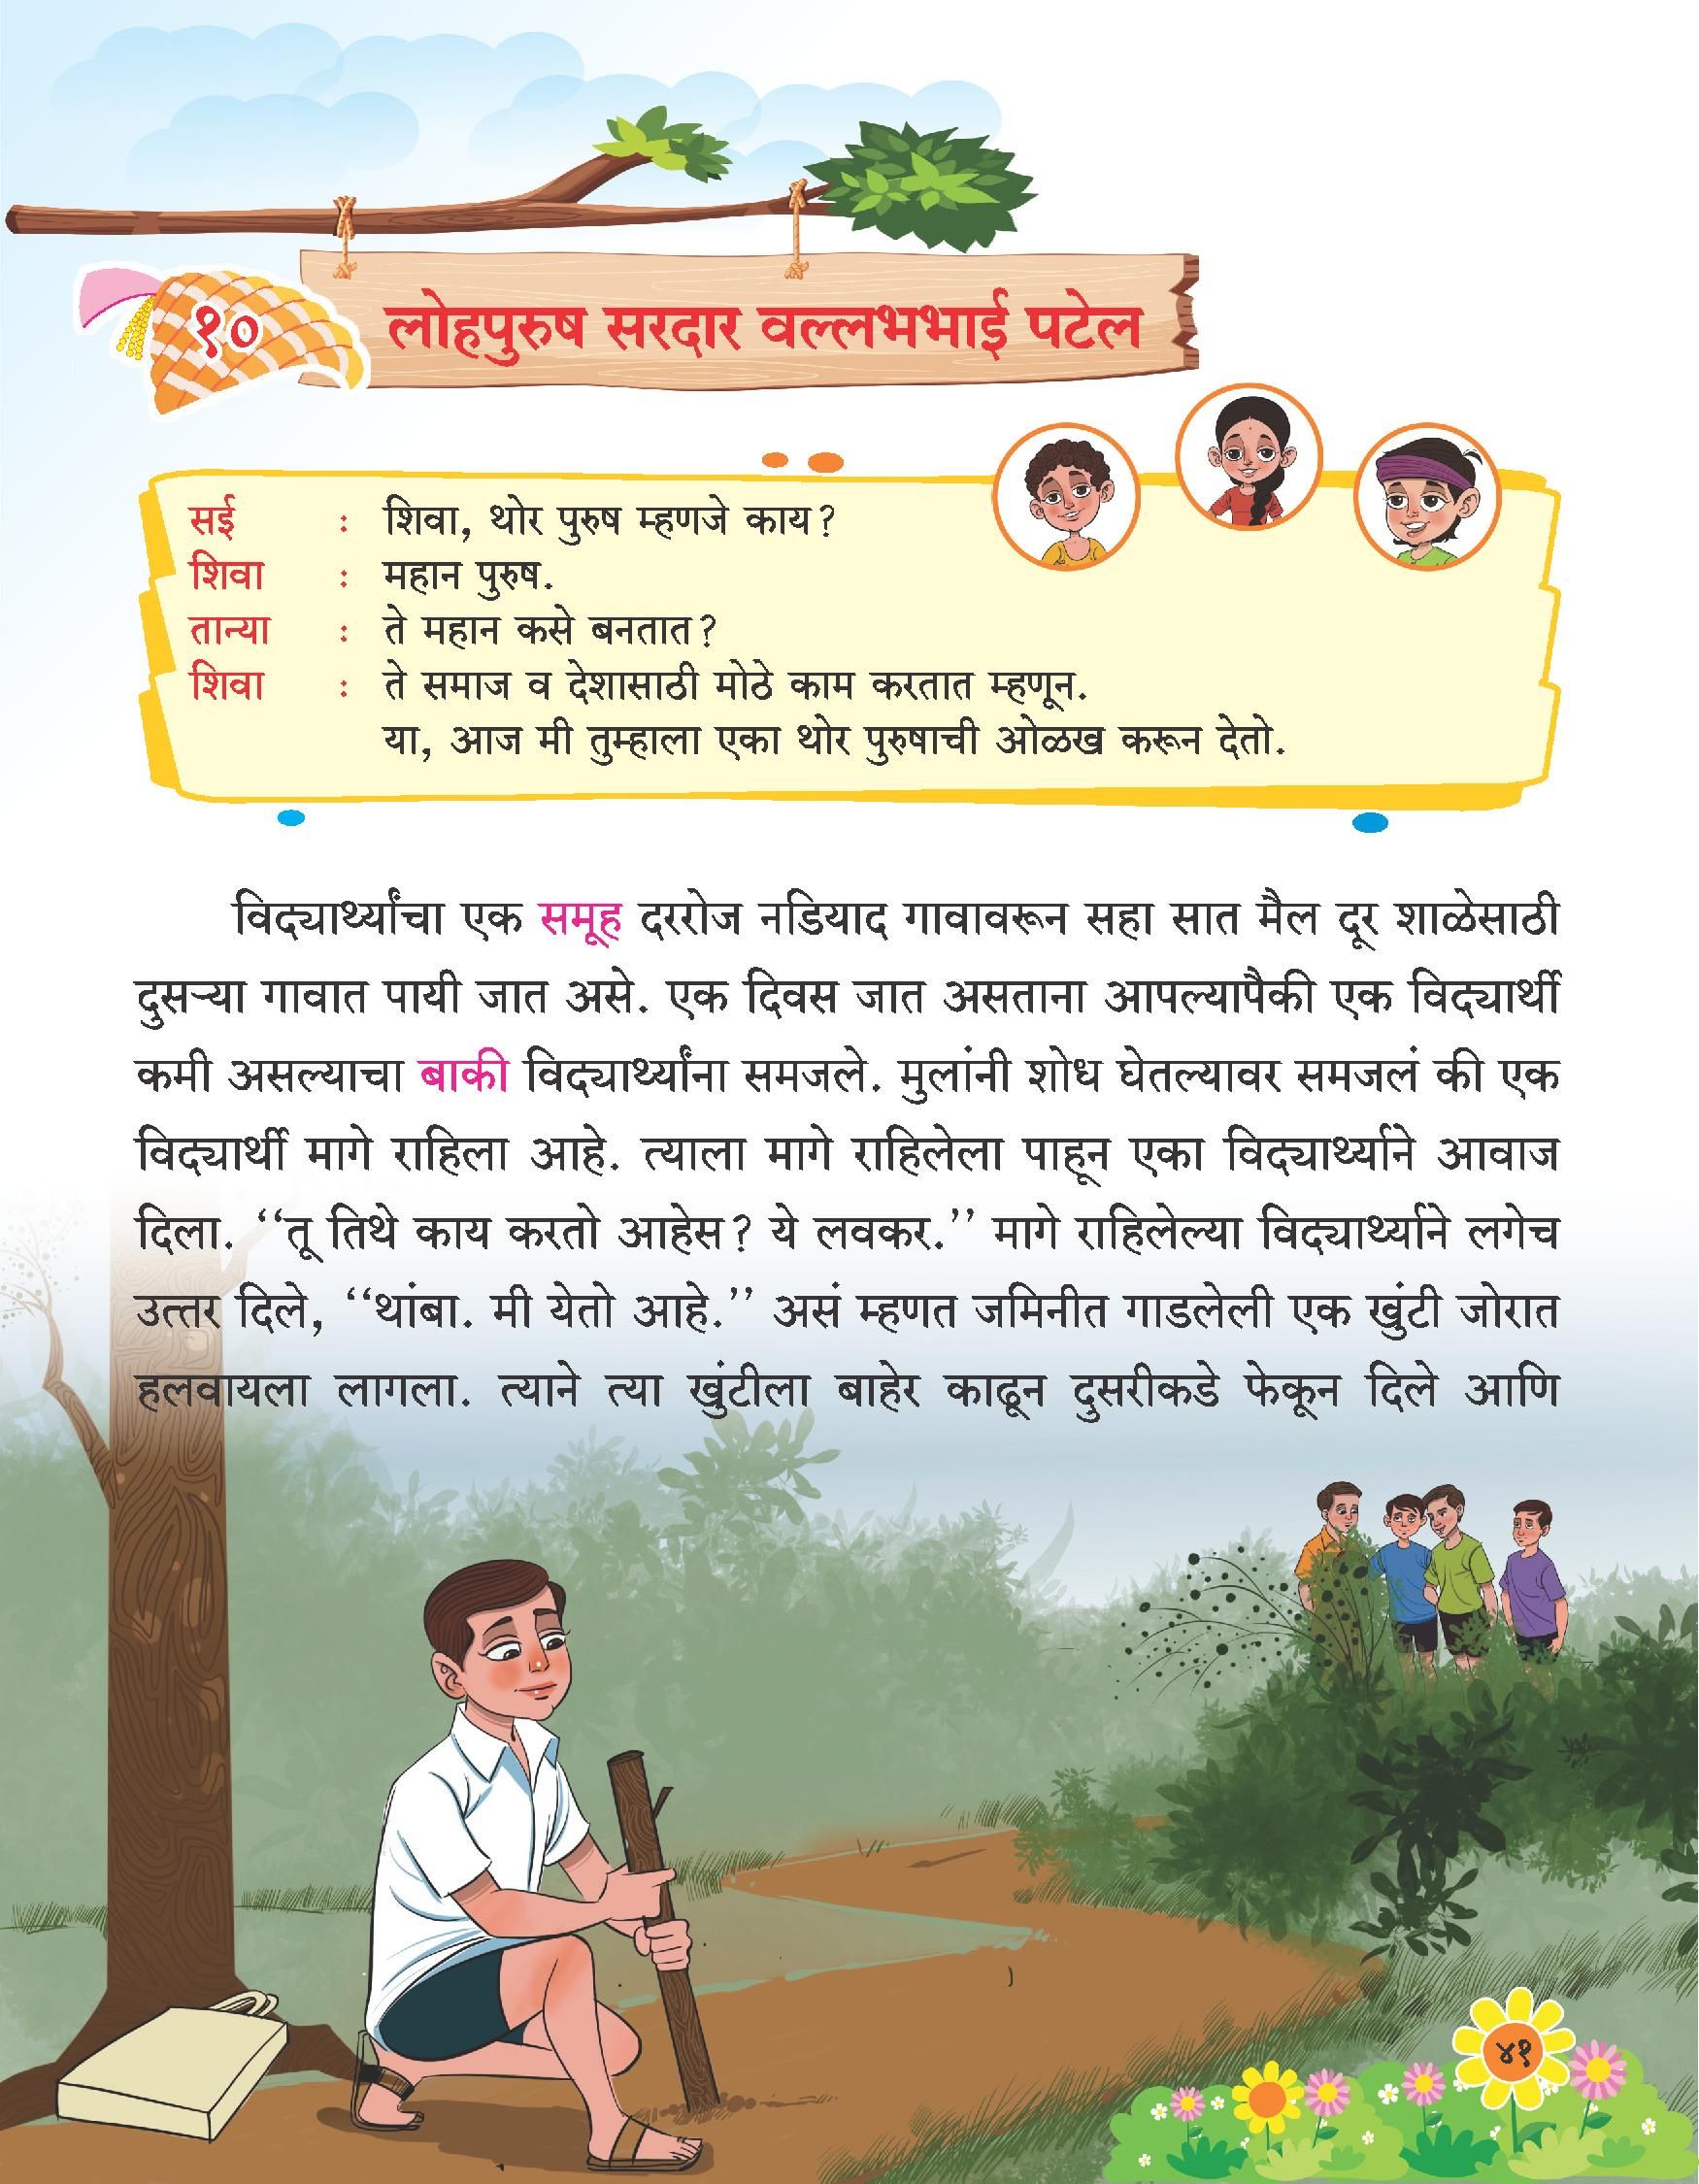 १० लोहपुरुष सरदार वल्लभभाई पटेल
सई : शिवा, थोर पुरुष म्हणजे काय?
शिवा : महान पुरुष.
तान्या : ते महान कसे बनतात?
शिवा : ते समाज व देशासाठी मोठे काम करतात म्हणून.
या, आज मी तुम्हाला एका थोर पुरुषाची ओळख करून देतो.
विद्यार्थ्यांचा एक समूह दररोज नडियाद गावावरून सहा सात मैल दूर शाळेसाठी
दुसऱ्या गावात पायी जात असे. एक दिवस जात असताना आपल्यापैकी एक विद्यार्थी
कमी असल्याचा बाकी विद्यार्थ्यांना समजले. मुलांनी शोध घेतल्यावर समजलं की एक
विद्यार्थी मागे राहिला आहे. त्याला मागे राहिलेला पाहून एका विद्यार्थ्याने आवाज
दिला. ‘‘तू तिथे काय करतो आहेस? ये लवकर.’’ मागे राहिलेल्या विद्यार्थ्याने लगेच
उत्तर दिले, ‘‘थांबा. मी येतो आहे.’’ असं म्हणत जमिनीत गाडलेली एक खुंटी जोरात
हलवायला लागला. त्याने त्या खुंटीला बाहेर काढून दुसरीकडे फेकून दिले आणि
४१